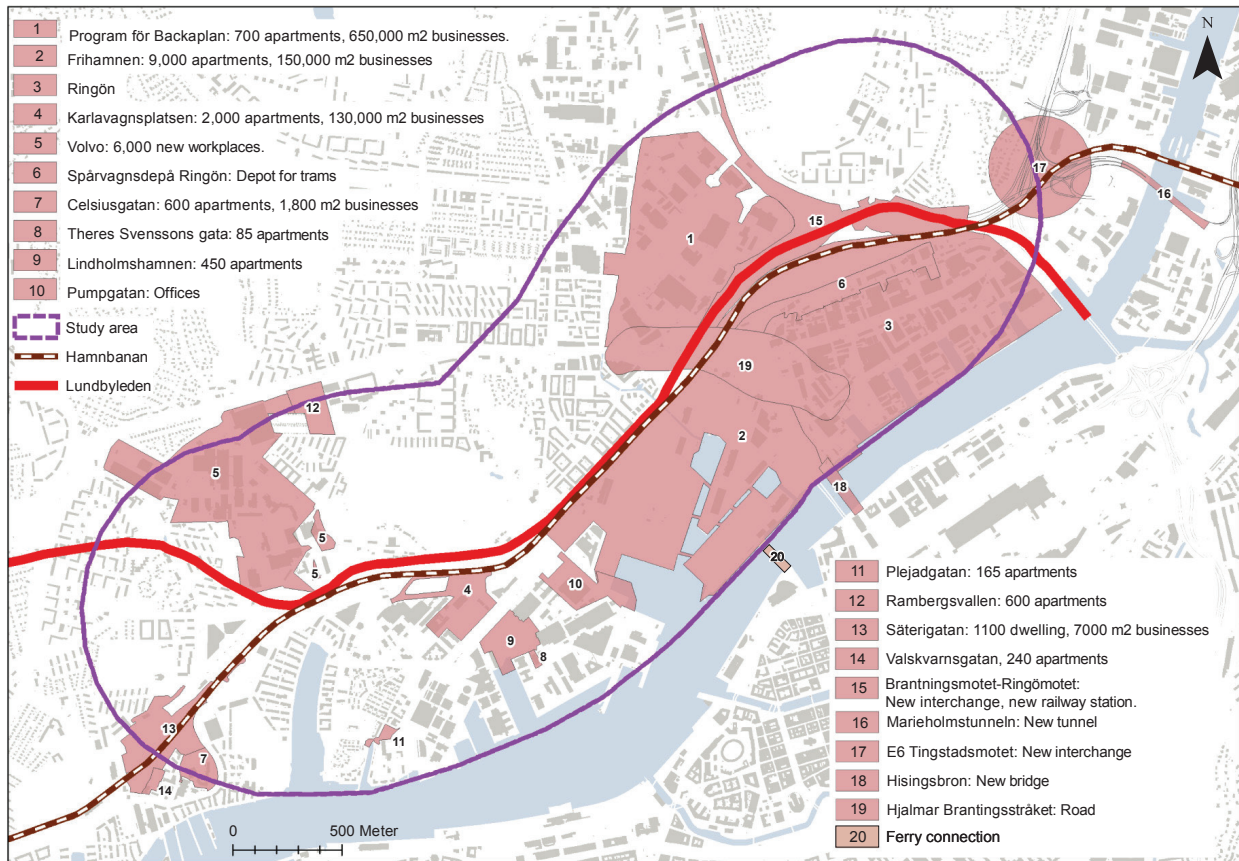 1 Program för Backaplan: 700 apartments, 650,000 m2 businesses.
2 Frihamnen: 9,000 apartments, 150,000 m2 businesses
3 Ringön
4 Karlavagnsplatsen: 2,000 apartments, 130,000 m2 businesses
5 Volvo: 6,000 new workplaces.
6 Spårvagnsdepå Ringön: Depot for trams
7 Celsiusgatan: 600 apartments, 1,800 m2 businesses
8 Theres Svenssons gata: 85 apartments
9 Lindholmshamnen: 450 apartments
10 Pumpgatan: Offices
Study area
Hamnbanan
Lundbyleden
N
17
16
15
1
6
3
19
12
2
5
18
5
20
5
4
10
9
8
13
11
7
14
0 500 Meter
11 Plejadgatan: 165 apartments
12 Rambergsvallen: 600 apartments
13 Säterigatan: 1100 dwelling, 7000 m2 businesses
14 Valskvarnsgatan, 240 apartments
15 Brantningsmotet-Ringömotet:
New interchange, new railway station.
16 Marieholmstunneln: New tunnel
17 E6 Tingstadsmotet: New interchange
18 Hisingsbron: New bridge
19 Hjalmar Brantingsstråket: Road
20 Ferry connection